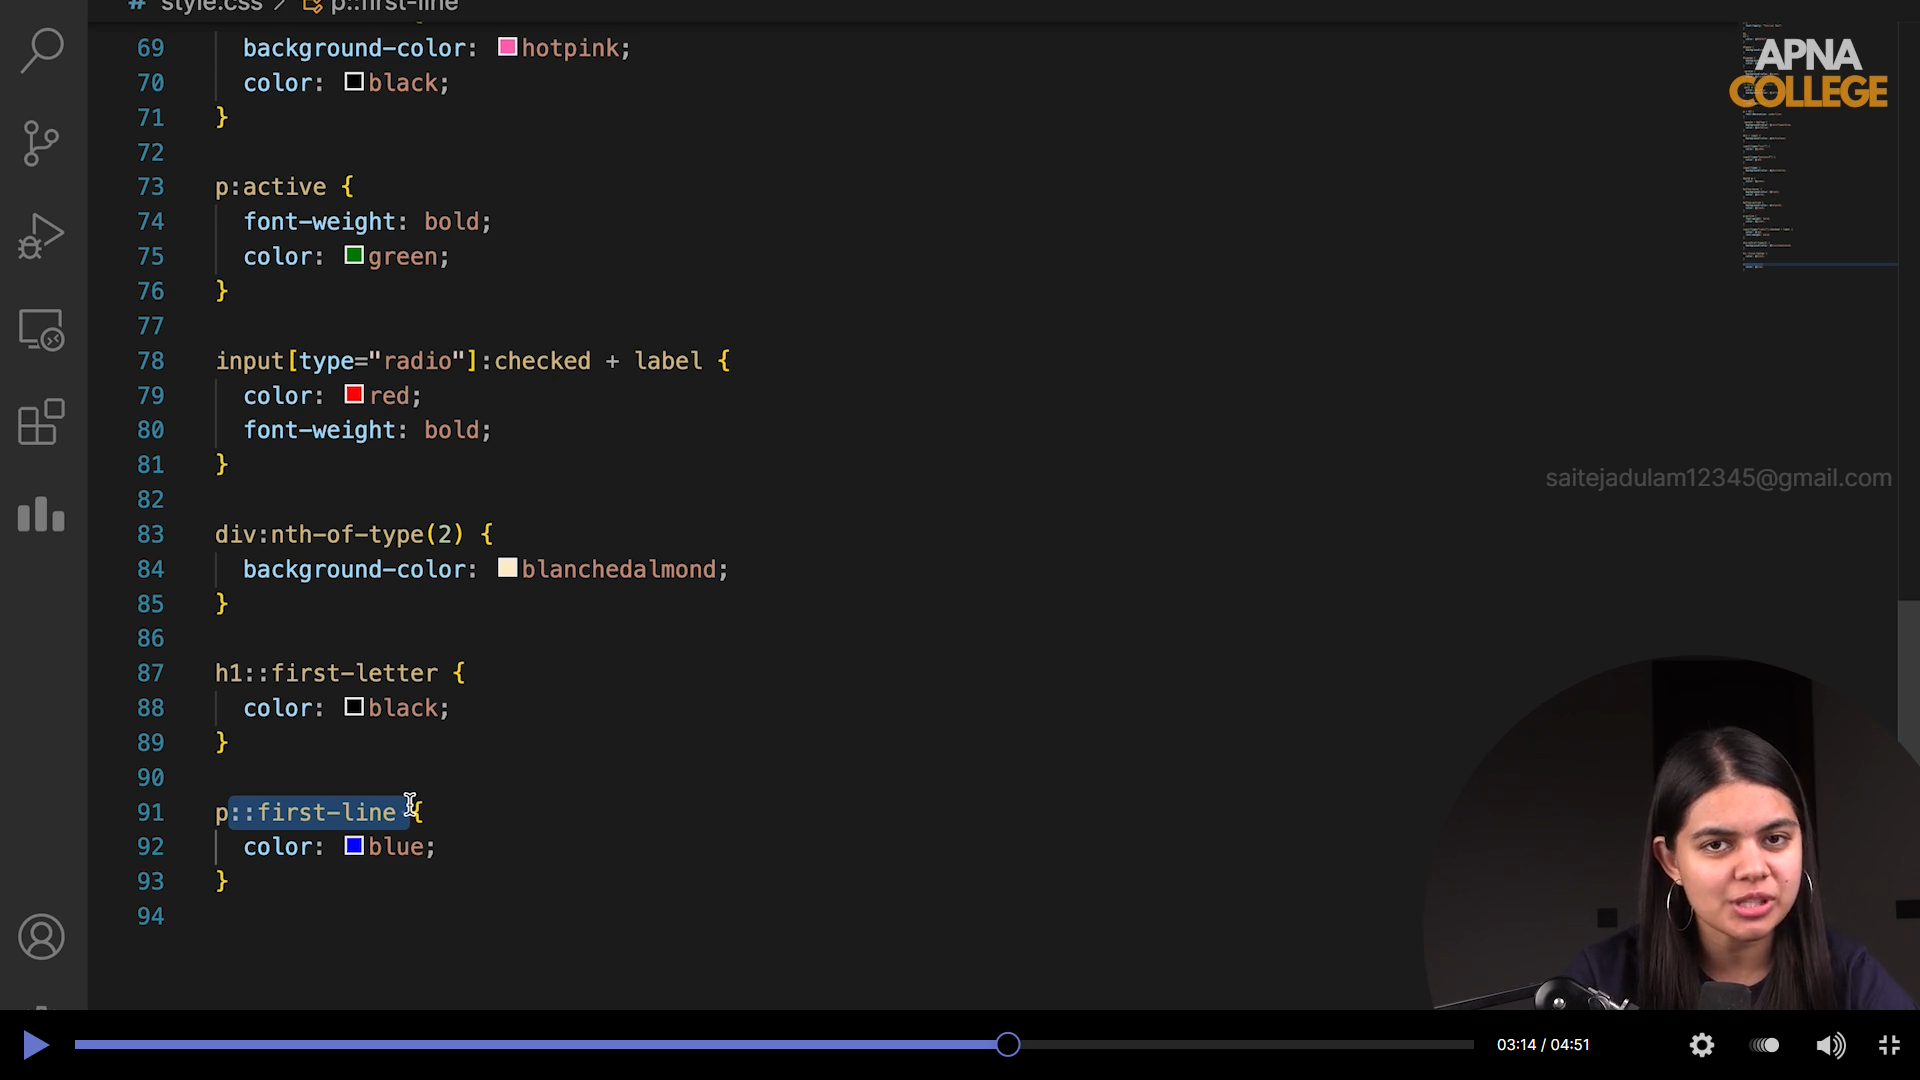 # style.css > p::first-line
APNA
COLLEGE
69 background-color: hotpink;
70 color: black;
71 }
72
73 p:active {
74 font-weight: bold;
75 color: green;
76 }
77
78 input[type="radio"]:checked + label {
79 color: red;
80 font-weight: bold;
81 }
82
83 div:nth-of-type(2) {
84 background-color: blanchedalmond;
85 }
86
87 h1::first-letter {
88 color: black;
89 }
90
91 p::first-line {
92 color: blue;
93 }
94
saitejadulam12345@gmail.com
03:14 / 04:51